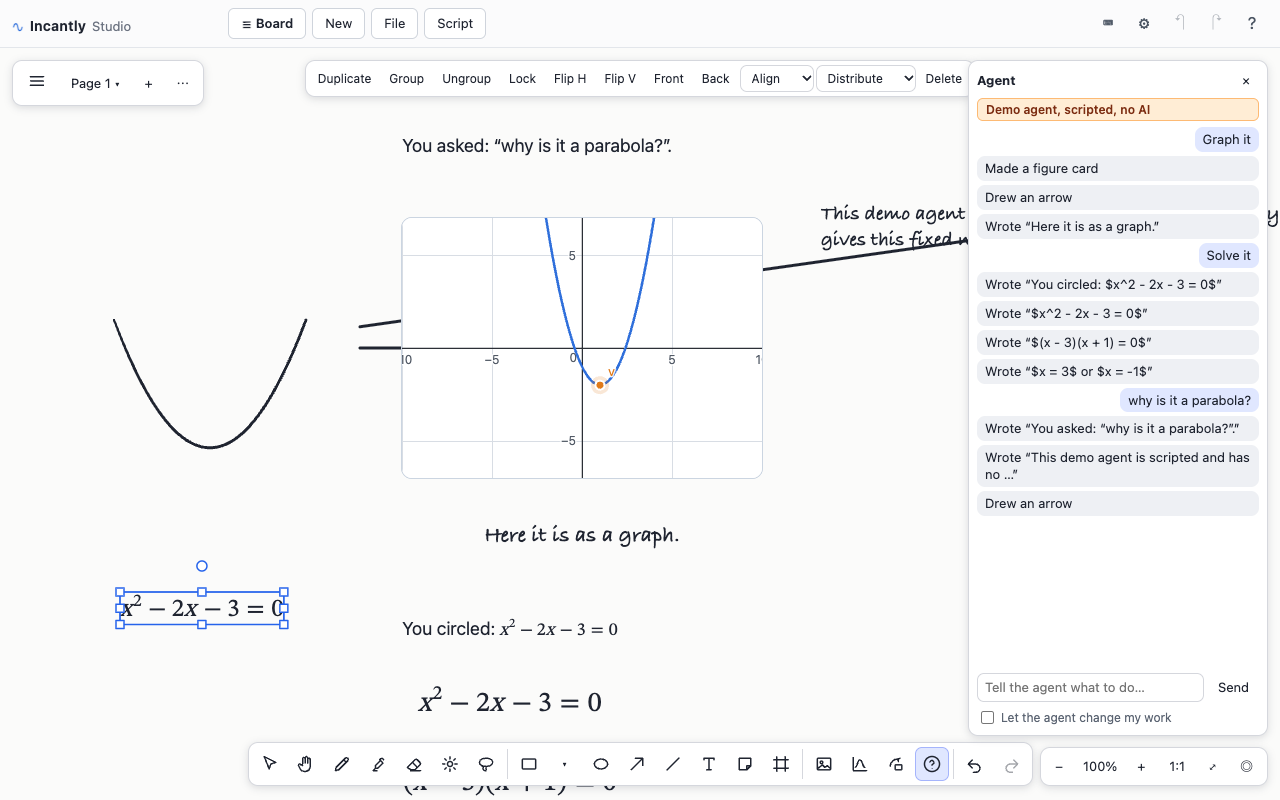 Incantly Studio
≡ Board New File Script
?
Page 1 ▾ + ...
Duplicate Group Ungroup Lock Flip H Flip V Front Back Align Distribute Delete
Agent ×
Demo agent, scripted, no AI
Graph it
Made a figure card
Drew an arrow
Wrote “Here it is as a graph.”
Solve it
Wrote “You circled: $x^2 - 2x - 3 = 0$”
Wrote “$x^2 - 2x - 3 = 0$”
Wrote “$(x - 3)(x + 1) = 0$”
Wrote “$x = 3$ or $x = -1$”
why is it a parabola?
Wrote “You asked: “why is it a parabola?”.”
Wrote “This demo agent is scripted and has
no …”
Drew an arrow
Tell the agent what to do...
Send
Let the agent change my work
You asked: “why is it a parabola?”.
This demo agent
gives this fixed
5
−5 0 5
v
−5
Here it is as a graph.
x² − 2x − 3 = 0
You circled: x² − 2x − 3 = 0
x² − 2x − 3 = 0
T ?
− 100% + 1:1